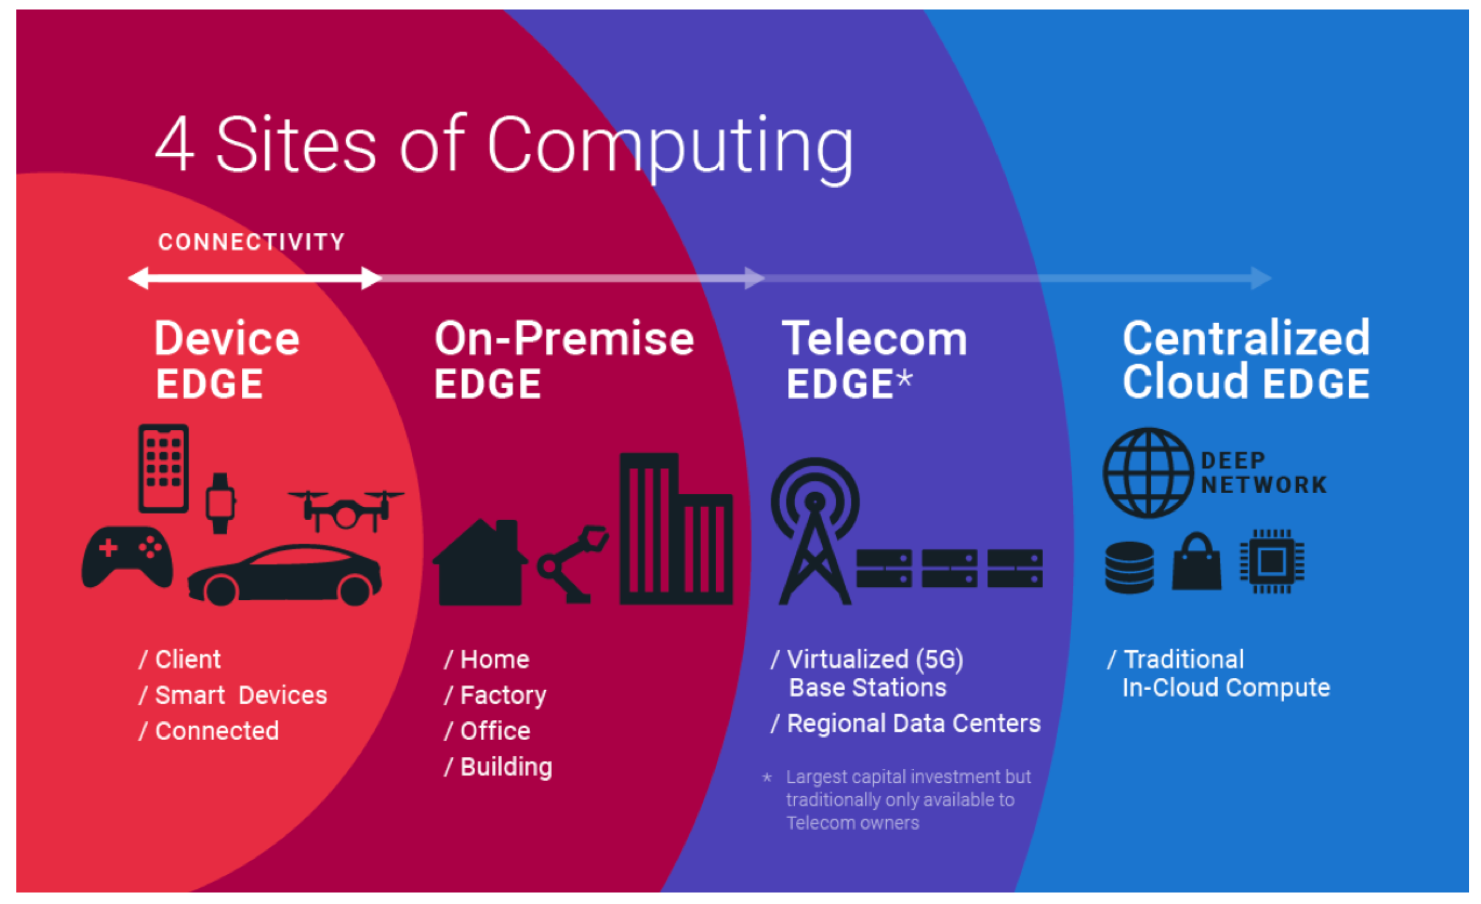 4 Sites of Computing
CONNECTIVITY
Device
EDGE
/ Client
/ Smart Devices
/ Connected
On-Premise
EDGE
/ Home
/ Factory
/ Office
/ Building
Telecom
EDGE*
/ Virtualized (5G)
Base Stations
/ Regional Data Centers
* Largest capital investment but
traditionally only available to
Telecom owners
Centralized
Cloud EDGE
DEEP
NETWORK
/ Traditional
In-Cloud Compute